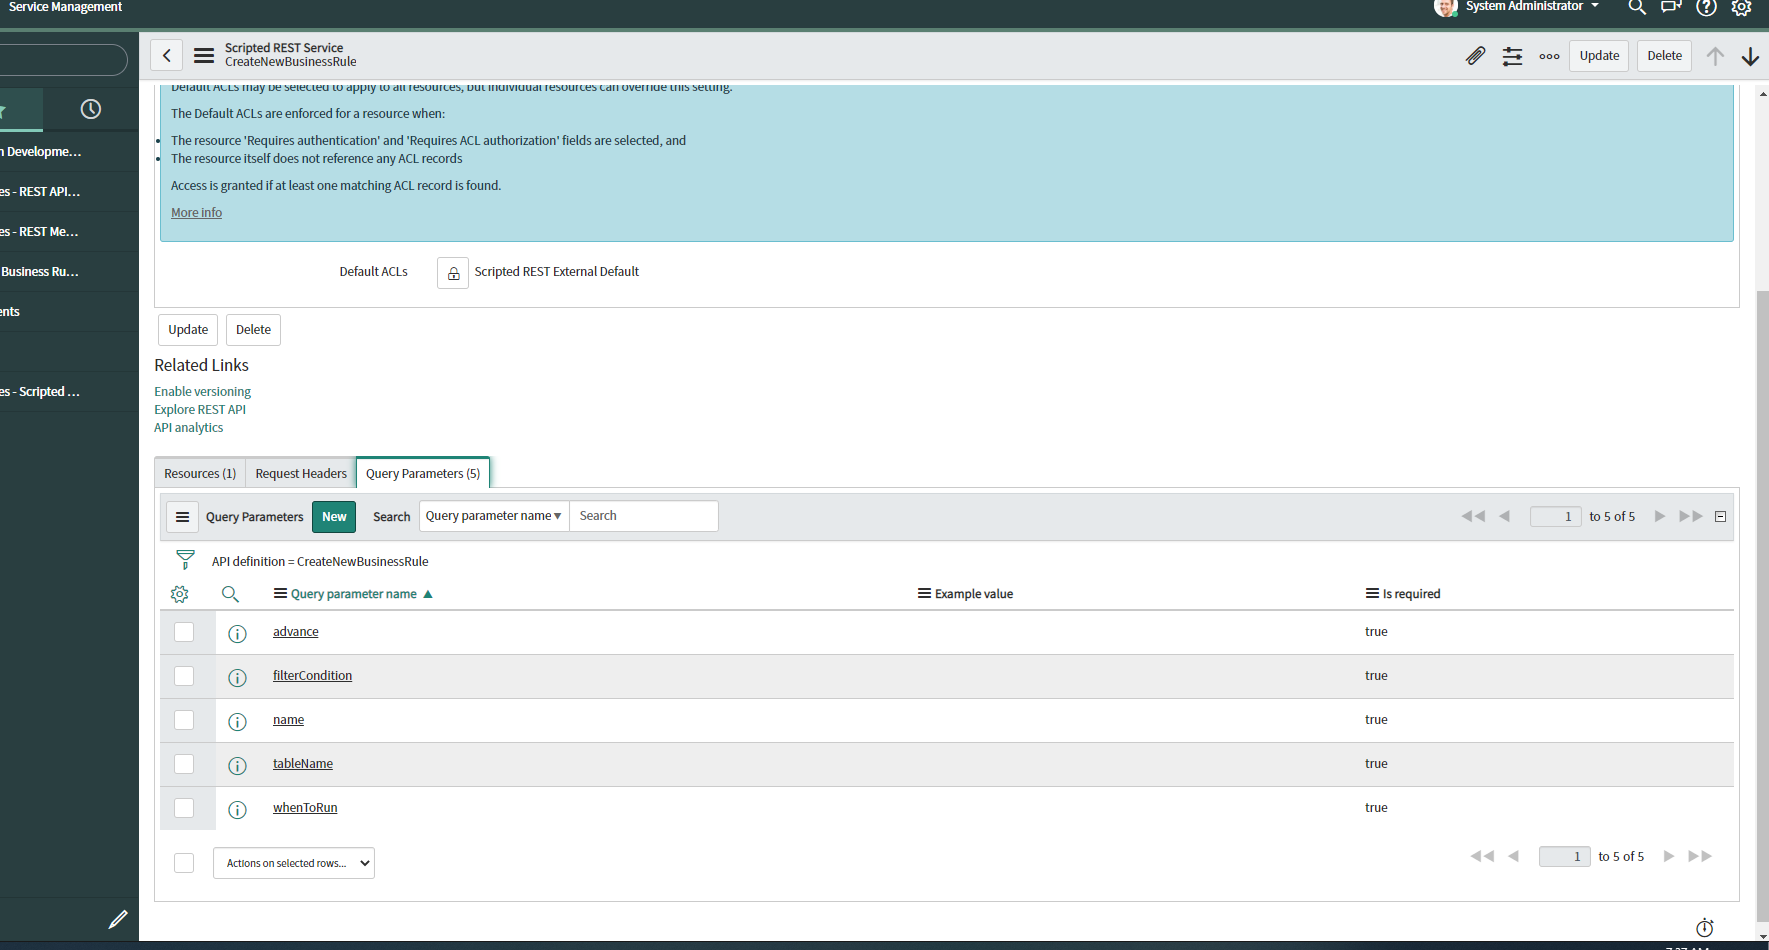 Service Management
System Administrator
Scripted REST Service
CreateNewBusinessRule
Update
Delete
n Developme...
es - REST API...
es - REST Me...
Business Ru...
ents
es - Scripted ...
Default ACLs may be selected to apply to all resources, but individual resources can override this setting.
The Default ACLs are enforced for a resource when:
The resource 'Requires authentication' and 'Requires ACL authorization' fields are selected, and
The resource itself does not reference any ACL records
Access is granted if at least one matching ACL record is found.
More info
Default ACLs
Scripted REST External Default
Update
Delete
Related Links
Enable versioning
Explore REST API
API analytics
Resources (1)
Request Headers
Query Parameters (5)
Query Parameters
New
Search
Query parameter name
Search
1 to 5 of 5
API definition = CreateNewBusinessRule
Query parameter name
Example value
Is required
advance
true
filterCondition
true
name
true
tableName
true
whenToRun
true
Actions on selected rows...
1 to 5 of 5